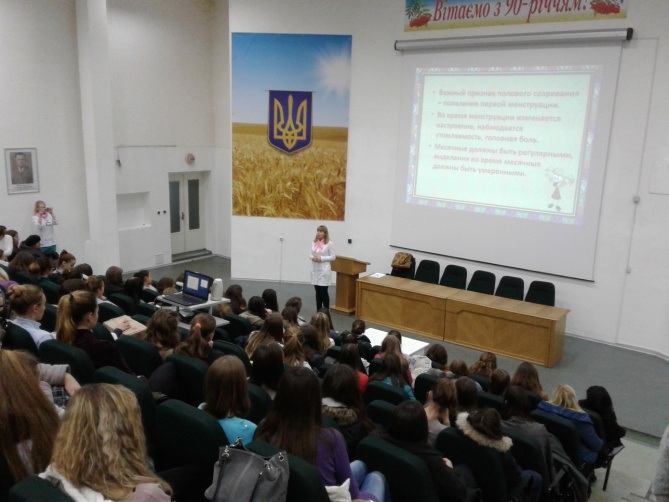 Вітаємо з 90-річчям!
• Важный признак полового созревания
– появление первой менструации.
• Во время менструации изменяется
настроение, наблюдается
утомляемость, головная боль.
• Месячные должны быть регулярными,
выделения во время месячных
должны быть умеренными.